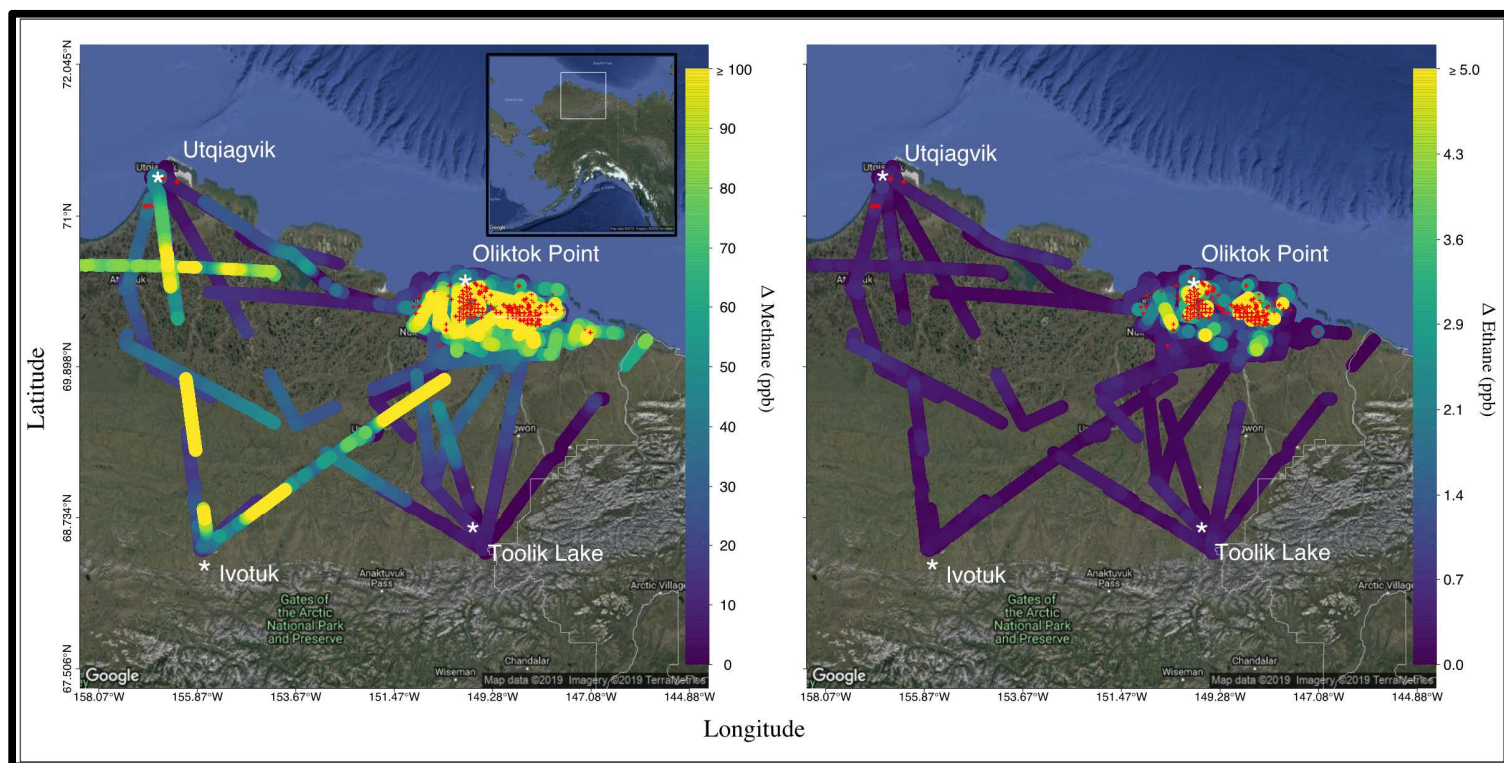 72.045°N
71°N
69.898°N
68.734°N
67.506°N
Latitude
Utqiagvik
Oliktok Point
Toolik Lake
Ivotuk
Anaktuvuk
Pass
Gates of
the Arctic
National Park
and Preserve
Arctic Village
Chandalar
Wiseman
Google
Map data ©2019 Imagery ©2019 TerraMetrics
Google
158.07°W
155.87°W
153.67°W
151.47°W
149.28°W
147.08°W
144.88°W
≥ 100
90
80
70
60
50
40
30
20
10
0
Δ Methane (ppb)
Utqiagvik
Oliktok Point
Toolik Lake
Ivotuk
Anaktuvuk
Pass
Gates of
the Arctic
National Park
and Preserve
Arctic Village
Chandalar
Wiseman
Google
Map data ©2019 Imagery ©2019 TerraMetrics
158.07°W
155.87°W
153.67°W
151.47°W
149.28°W
147.08°W
144.88°W
≥ 5.0
4.3
3.6
2.9
2.1
1.4
0.7
0.0
Δ Ethane (ppb)
Longitude